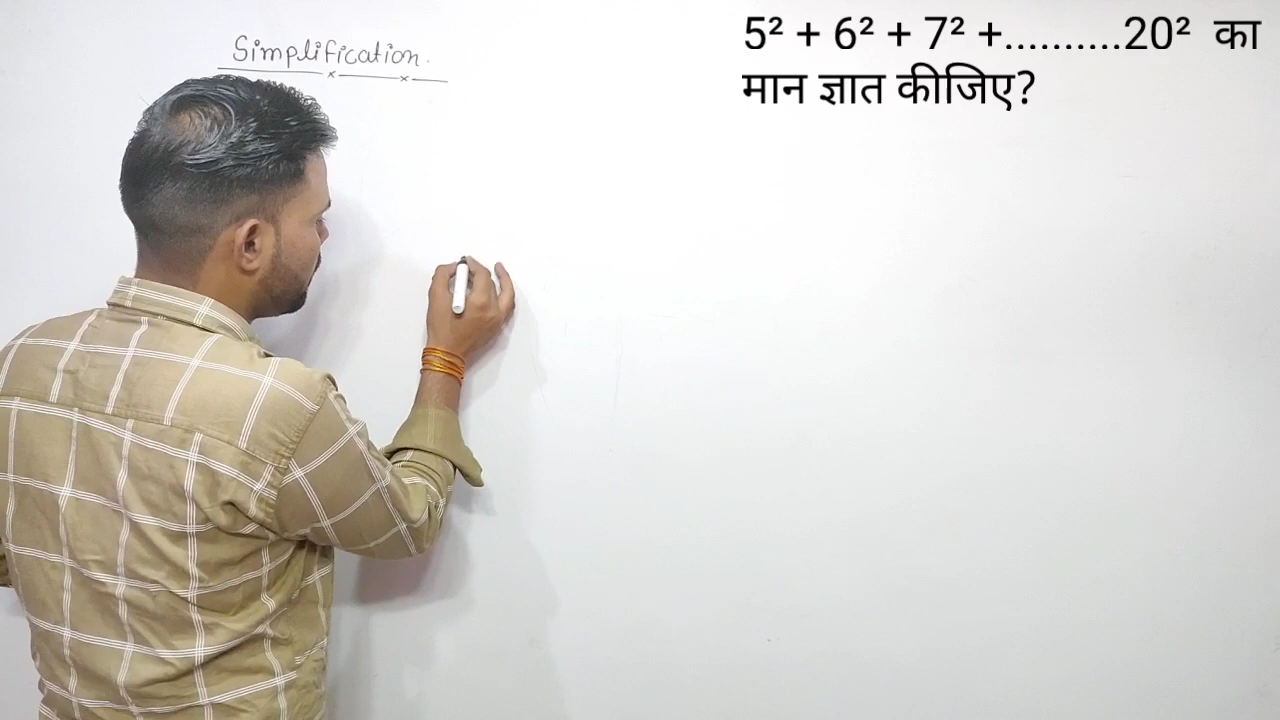 Simplification.
5² + 6² + 7² +..........20² का
मान ज्ञात कीजिए?